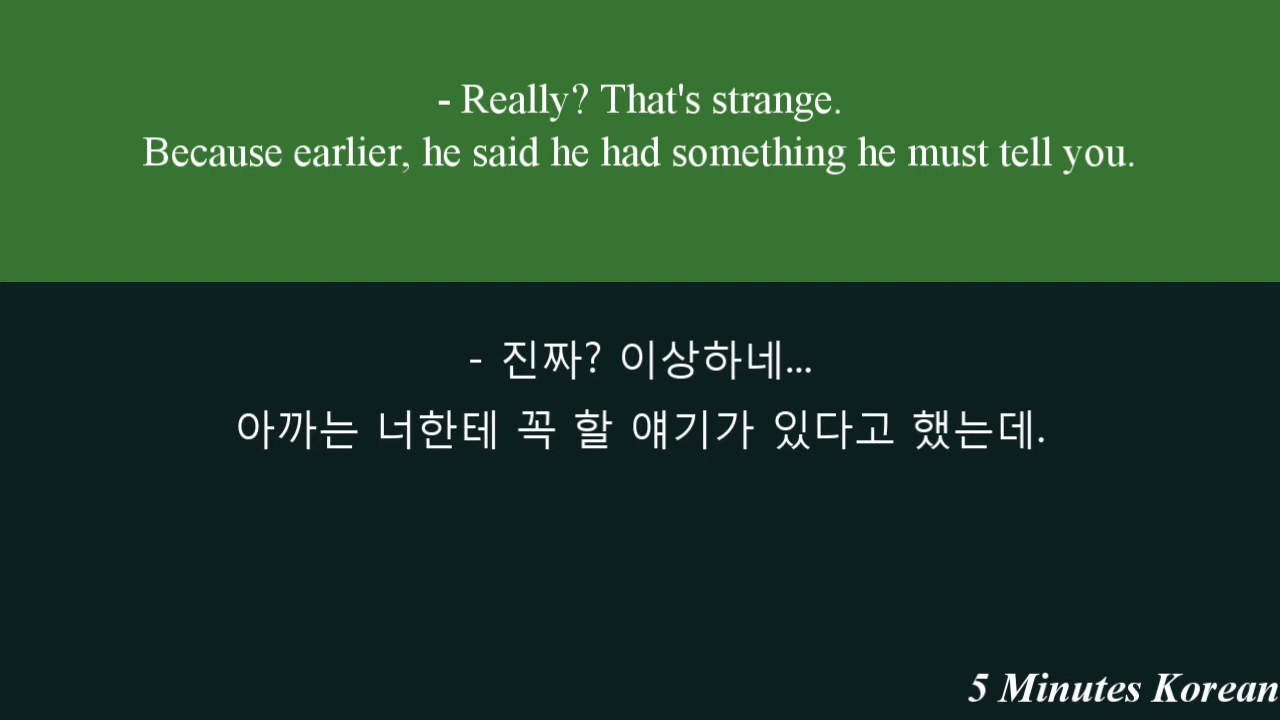 - Really? That's strange.
Because earlier, he said he had something he must tell you.
- 진짜? 이상하네...
아까는 너한테 꼭 할 얘기가 있다고 했는데.
5 Minutes Korean